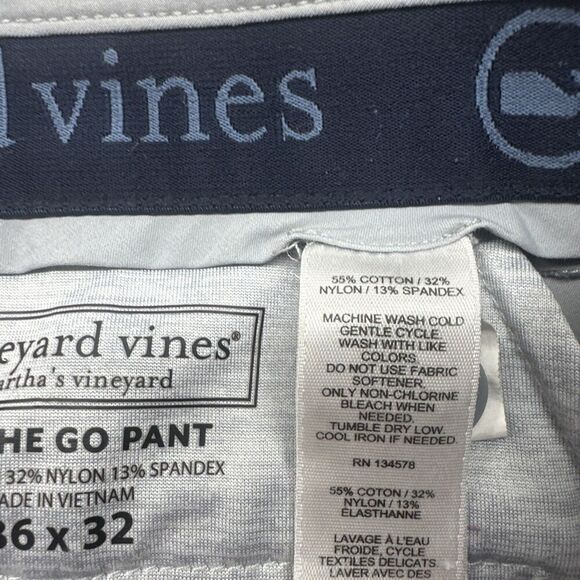 vines
eyard vines®
artha's vineyard
HE GO PANT
32% NYLON 13% SPANDEX
ADE IN VIETNAM
36 x 32
55% COTTON / 32%
NYLON / 13% SPANDEX
MACHINE WASH COLD
GENTLE CYCLE
WASH WITH LIKE
COLORS.
DO NOT USE FABRIC
SOFTENER.
ONLY NON-CHLORINE
BLEACH WHEN
NEEDED.
TUMBLE DRY LOW.
COOL IRON IF NEEDED.
RN 134578
55% COTON / 32%
NYLON / 13%
ÉLASTHANNE
LAVAGE À L'EAU
FROIDE, CYCLE
TEXTILES DÉLICATS.
LAVER AVEC DES